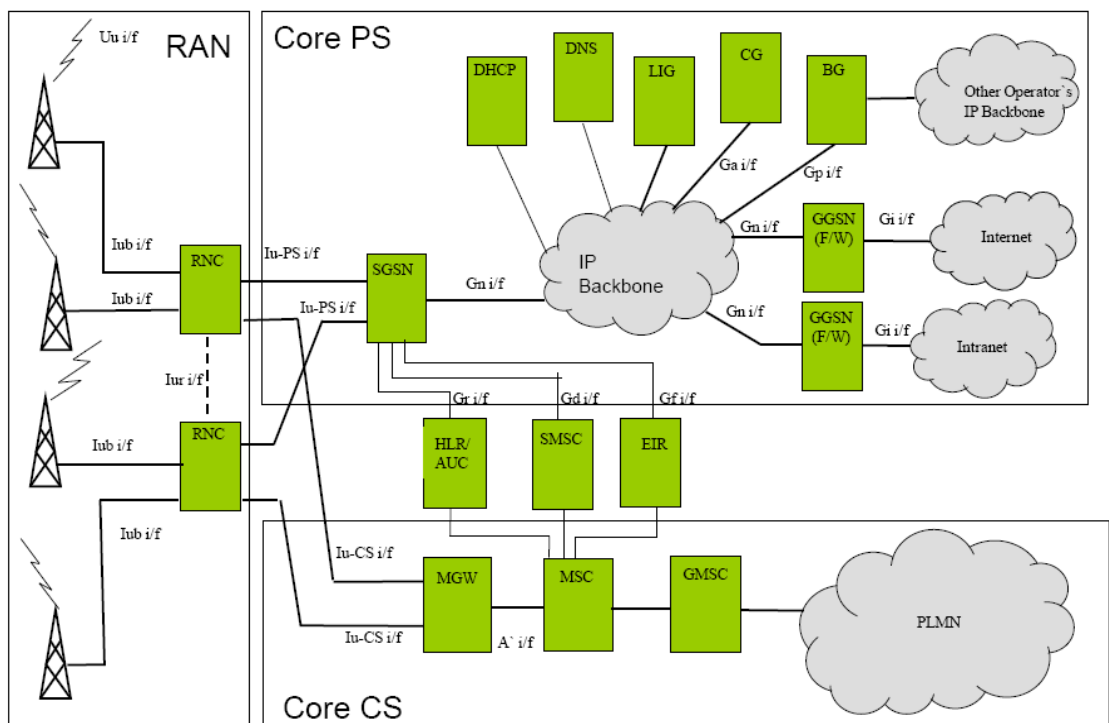 Uu i/f
RAN
Core PS
DHCP
DNS
LIG
CG
BG
Other Operator`s
IP Backbone
Ga i/f
Gp i/f
Iub i/f
RNC
Iu-PS i/f
SGSN
Gn i/f
IP
Backbone
Gn i/f
GGSN
(F/W)
Gi i/f
Internet
Iub i/f
Iu-PS i/f
Gn i/f
GGSN
(F/W)
Gi i/f
Intranet
Iur i/f
Gr i/f
Gd i/f
Gf i/f
Iub i/f
RNC
HLR/
AUC
SMSC
EIR
Iub i/f
Iu-CS i/f
MGW
MSC
GMSC
PLMN
Iu-CS i/f
A` i/f
Core CS